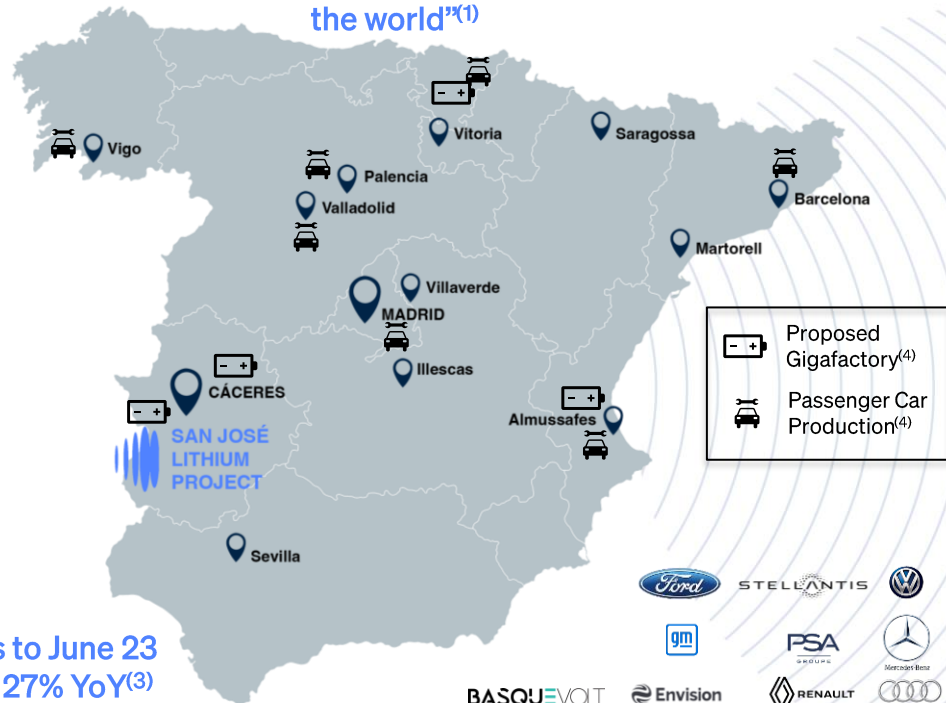 the world”(1)
Vitoria
Saragossa
Vigo
Palencia
Valladolid
Barcelona
Martorell
Villaverde
MADRID
Illescas
CÁCERES
Almussafes
SAN JOSÉ
LITHIUM
PROJECT
Sevilla
Proposed
Gigafactory(4)
Passenger Car
Production(4)
Ford
STELLANTIS
gm
PSA
GROUPE
Mercedes-Benz
s to June 23
27% YoY(3)
BASQUEVOLT
Envision
RENAULT